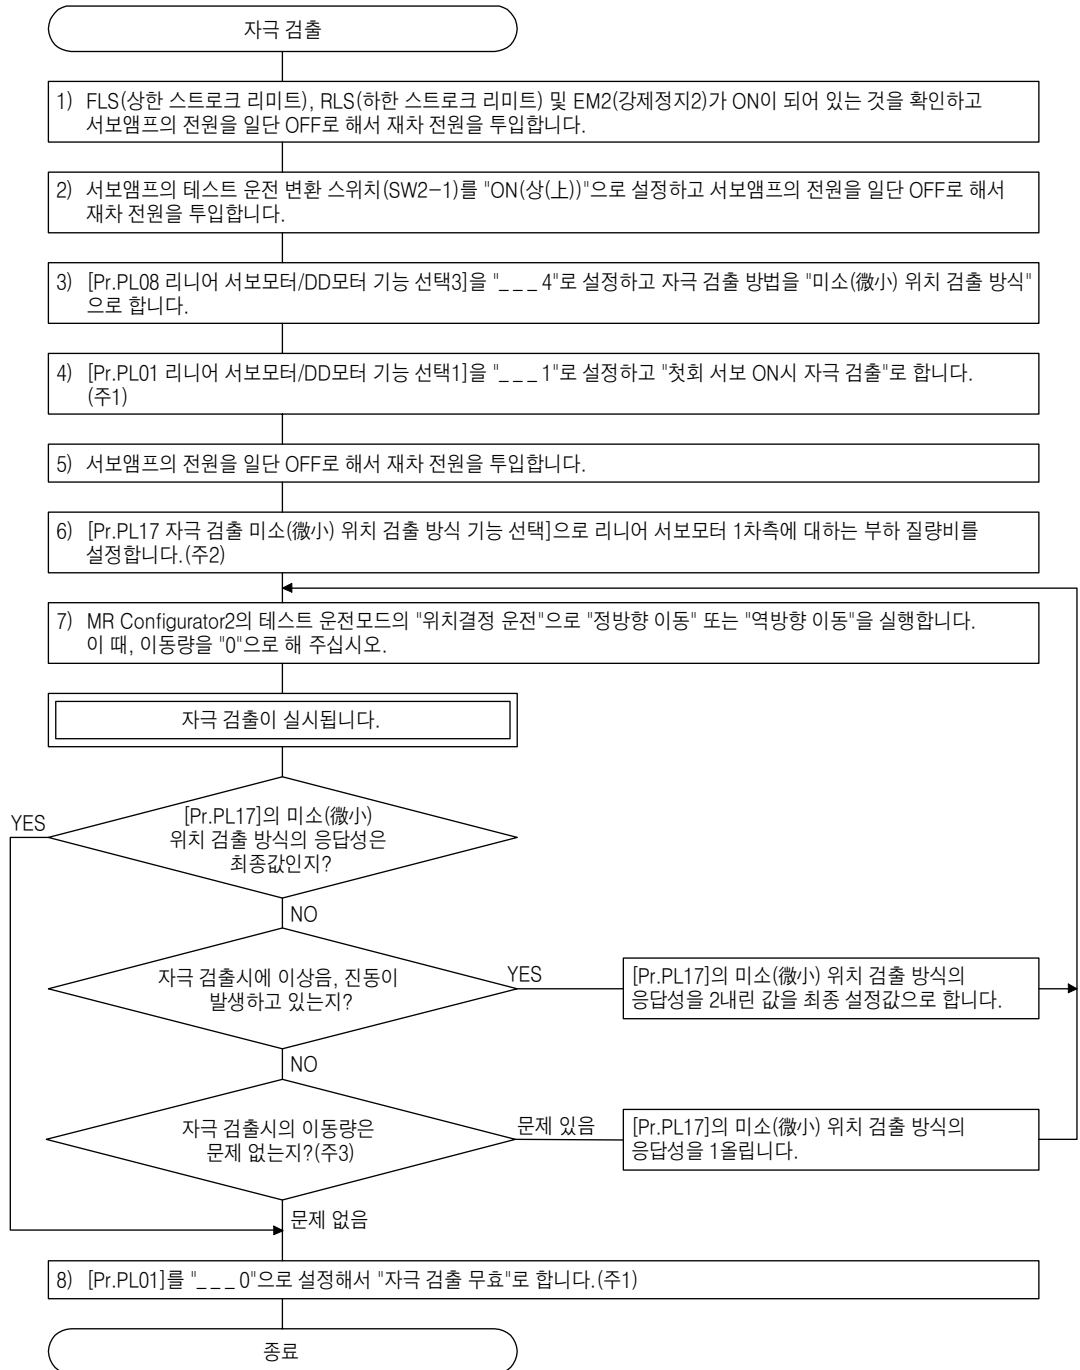 자극 검출
1) FLS(상한 스트로크 리미트), RLS(하한 스트로크 리미트) 및 EM2(강제정지2)가 ON이 되어 있는 것을 확인하고
서보앰프의 전원을 일단 OFF로 해서 재차 전원을 투입합니다.
2) 서보앰프의 테스트 운전 변환 스위치(SW2-1)를 "ON(상(上))"으로 설정하고 서보앰프의 전원을 일단 OFF로 해서
재차 전원을 투입합니다.
3) [Pr.PL08 리니어 서보모터/DD모터 기능 선택3]을 "_ _ _ 4"로 설정하고 자극 검출 방법을 "미소(微小) 위치 검출 방식"
으로 합니다.
4) [Pr.PL01 리니어 서보모터/DD모터 기능 선택1]을 "_ _ _ 1"로 설정하고 "첫회 서보 ON시 자극 검출"로 합니다.
(주1)
5) 서보앰프의 전원을 일단 OFF로 해서 재차 전원을 투입합니다.
6) [Pr.PL17 자극 검출 미소(微小) 위치 검출 방식 기능 선택]으로 리니어 서보모터 1차측에 대하는 부하 질량비를
설정합니다.(주2)
7) MR Configurator2의 테스트 운전모드의 "위치결정 운전"으로 "정방향 이동" 또는 "역방향 이동"을 실행합니다.
이 때, 이동량을 "0"으로 해 주십시오.
자극 검출이 실시됩니다.
[Pr.PL17]의 미소(微小)
위치 검출 방식의 응답성은
최종값인지?
YES
NO
자극 검출시에 이상음, 진동이
발생하고 있는지?
YES
[Pr.PL17]의 미소(微小) 위치 검출 방식의
응답성을 2내린 값을 최종 설정값으로 합니다.
NO
자극 검출시의 이동량은
문제 없는지?(주3)
문제 있음
[Pr.PL17]의 미소(微小) 위치 검출 방식의
응답성을 1올립니다.
문제 없음
8) [Pr.PL01]를 "_ _ _ 0"으로 설정해서 "자극 검출 무효"로 합니다.(주1)
종료